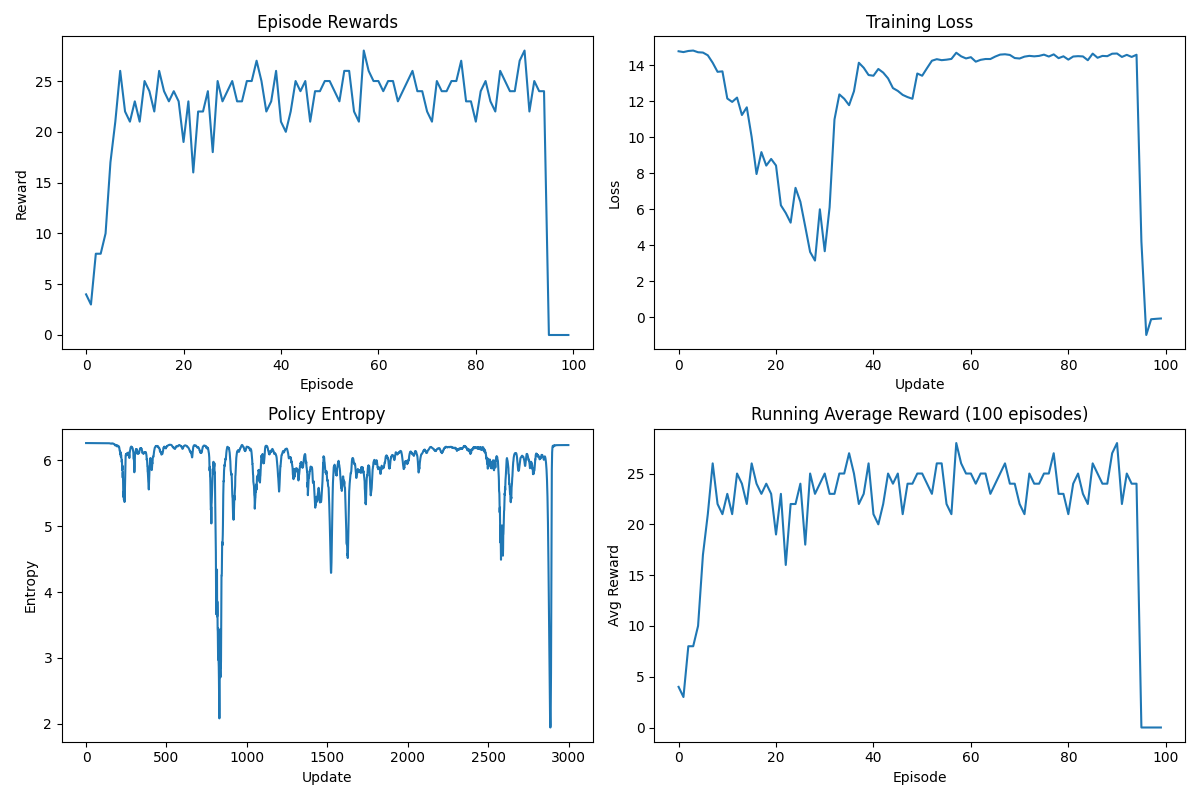 Episode Rewards
Reward
25
20
15
10
5
0
0 20 40 60 80 100
Episode
Training Loss
Loss
14
12
10
8
6
4
2
0
0 20 40 60 80 100
Update
Policy Entropy
Entropy
6
5
4
3
2
0 500 1000 1500 2000 2500 3000
Update
Running Average Reward (100 episodes)
Avg Reward
25
20
15
10
5
0
0 20 40 60 80 100
Episode